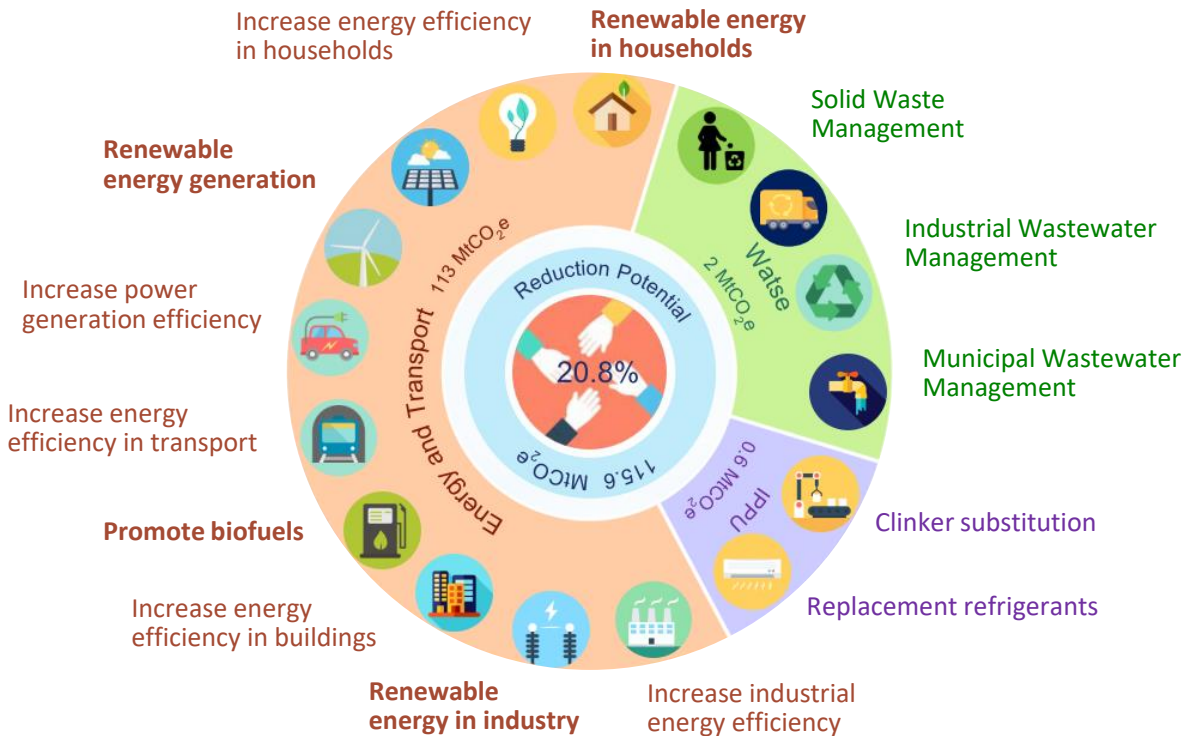 Increase energy efficiency
in households
Renewable energy
in households
Solid Waste
Management
Renewable
energy generation
Industrial Wastewater
Management
Increase power
generation efficiency
Municipal Wastewater
Management
Increase energy
efficiency in transport
Clinker substitution
Promote biofuels
Replacement refrigerants
Increase energy
efficiency in buildings
Renewable
energy in industry
Increase industrial
energy efficiency
Energy and Transport
113 MtCO₂e
Watse
2 MtCO₂e
IPPU
0.6 MtCO₂e
Reduction Potential
20.8%
115.6 MtCO₂e